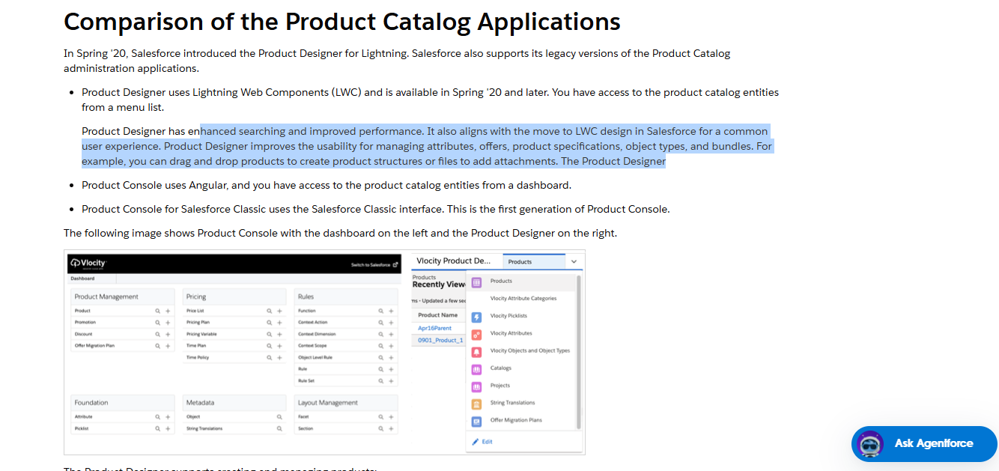 Comparison of the Product Catalog Applications
In Spring '20, Salesforce introduced the Product Designer for Lightning. Salesforce also supports its legacy versions of the Product Catalog
administration applications.
• Product Designer uses Lightning Web Components (LWC) and is available in Spring '20 and later. You have access to the product catalog entities
from a menu list.
Product Designer has enhanced searching and improved performance. It also aligns with the move to LWC design in Salesforce for a common
user experience. Product Designer improves the usability for managing attributes, offers, product specifications, object types, and bundles. For
example, you can drag and drop products to create product structures or files to add attachments. The Product Designer
• Product Console uses Angular, and you have access to the product catalog entities from a dashboard.
• Product Console for Salesforce Classic uses the Salesforce Classic interface. This is the first generation of Product Console.
The following image shows Product Console with the dashboard on the left and the Product Designer on the right.
Vlocity
Switch to Salesforce
Dashboard
Product Management
Product
Promotion
Discount
Offer Migration Plan
Pricing
Price List
Pricing Plan
Pricing Variable
Time Plan
Time Policy
Rules
Function
Context Action
Context Dimension
Context Scope
Object Level Rule
Rule
Rule Set
Foundation
Attribute
Picklist
Metadata
Object
String Translations
Layout Management
Facet
Section
Vlocity Product De... Products
Products
Recently View
ms • Updated a few sec
Product Name
Apr16Parent
0901_Product_1
Products
Vlocity Attribute Categories
Vlocity Picklists
Vlocity Attributes
Vlocity Objects and Object Types
Catalogs
Projects
String Translations
Offer Migration Plans
Edit
Ask Agentforce
The Product Designer supports creating and managing products: